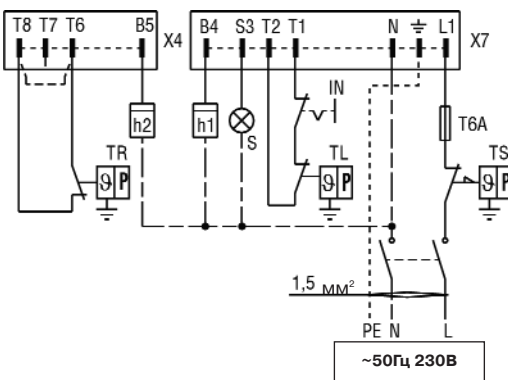 T8 T7 T6 B5 X4 B4 S3 T2 T1 N L1 X7
IN
h2 h1 S T6A
TR ϑ P TL ϑ P TS ϑ P
1,5 мм²
PE N L
~50Гц 230В